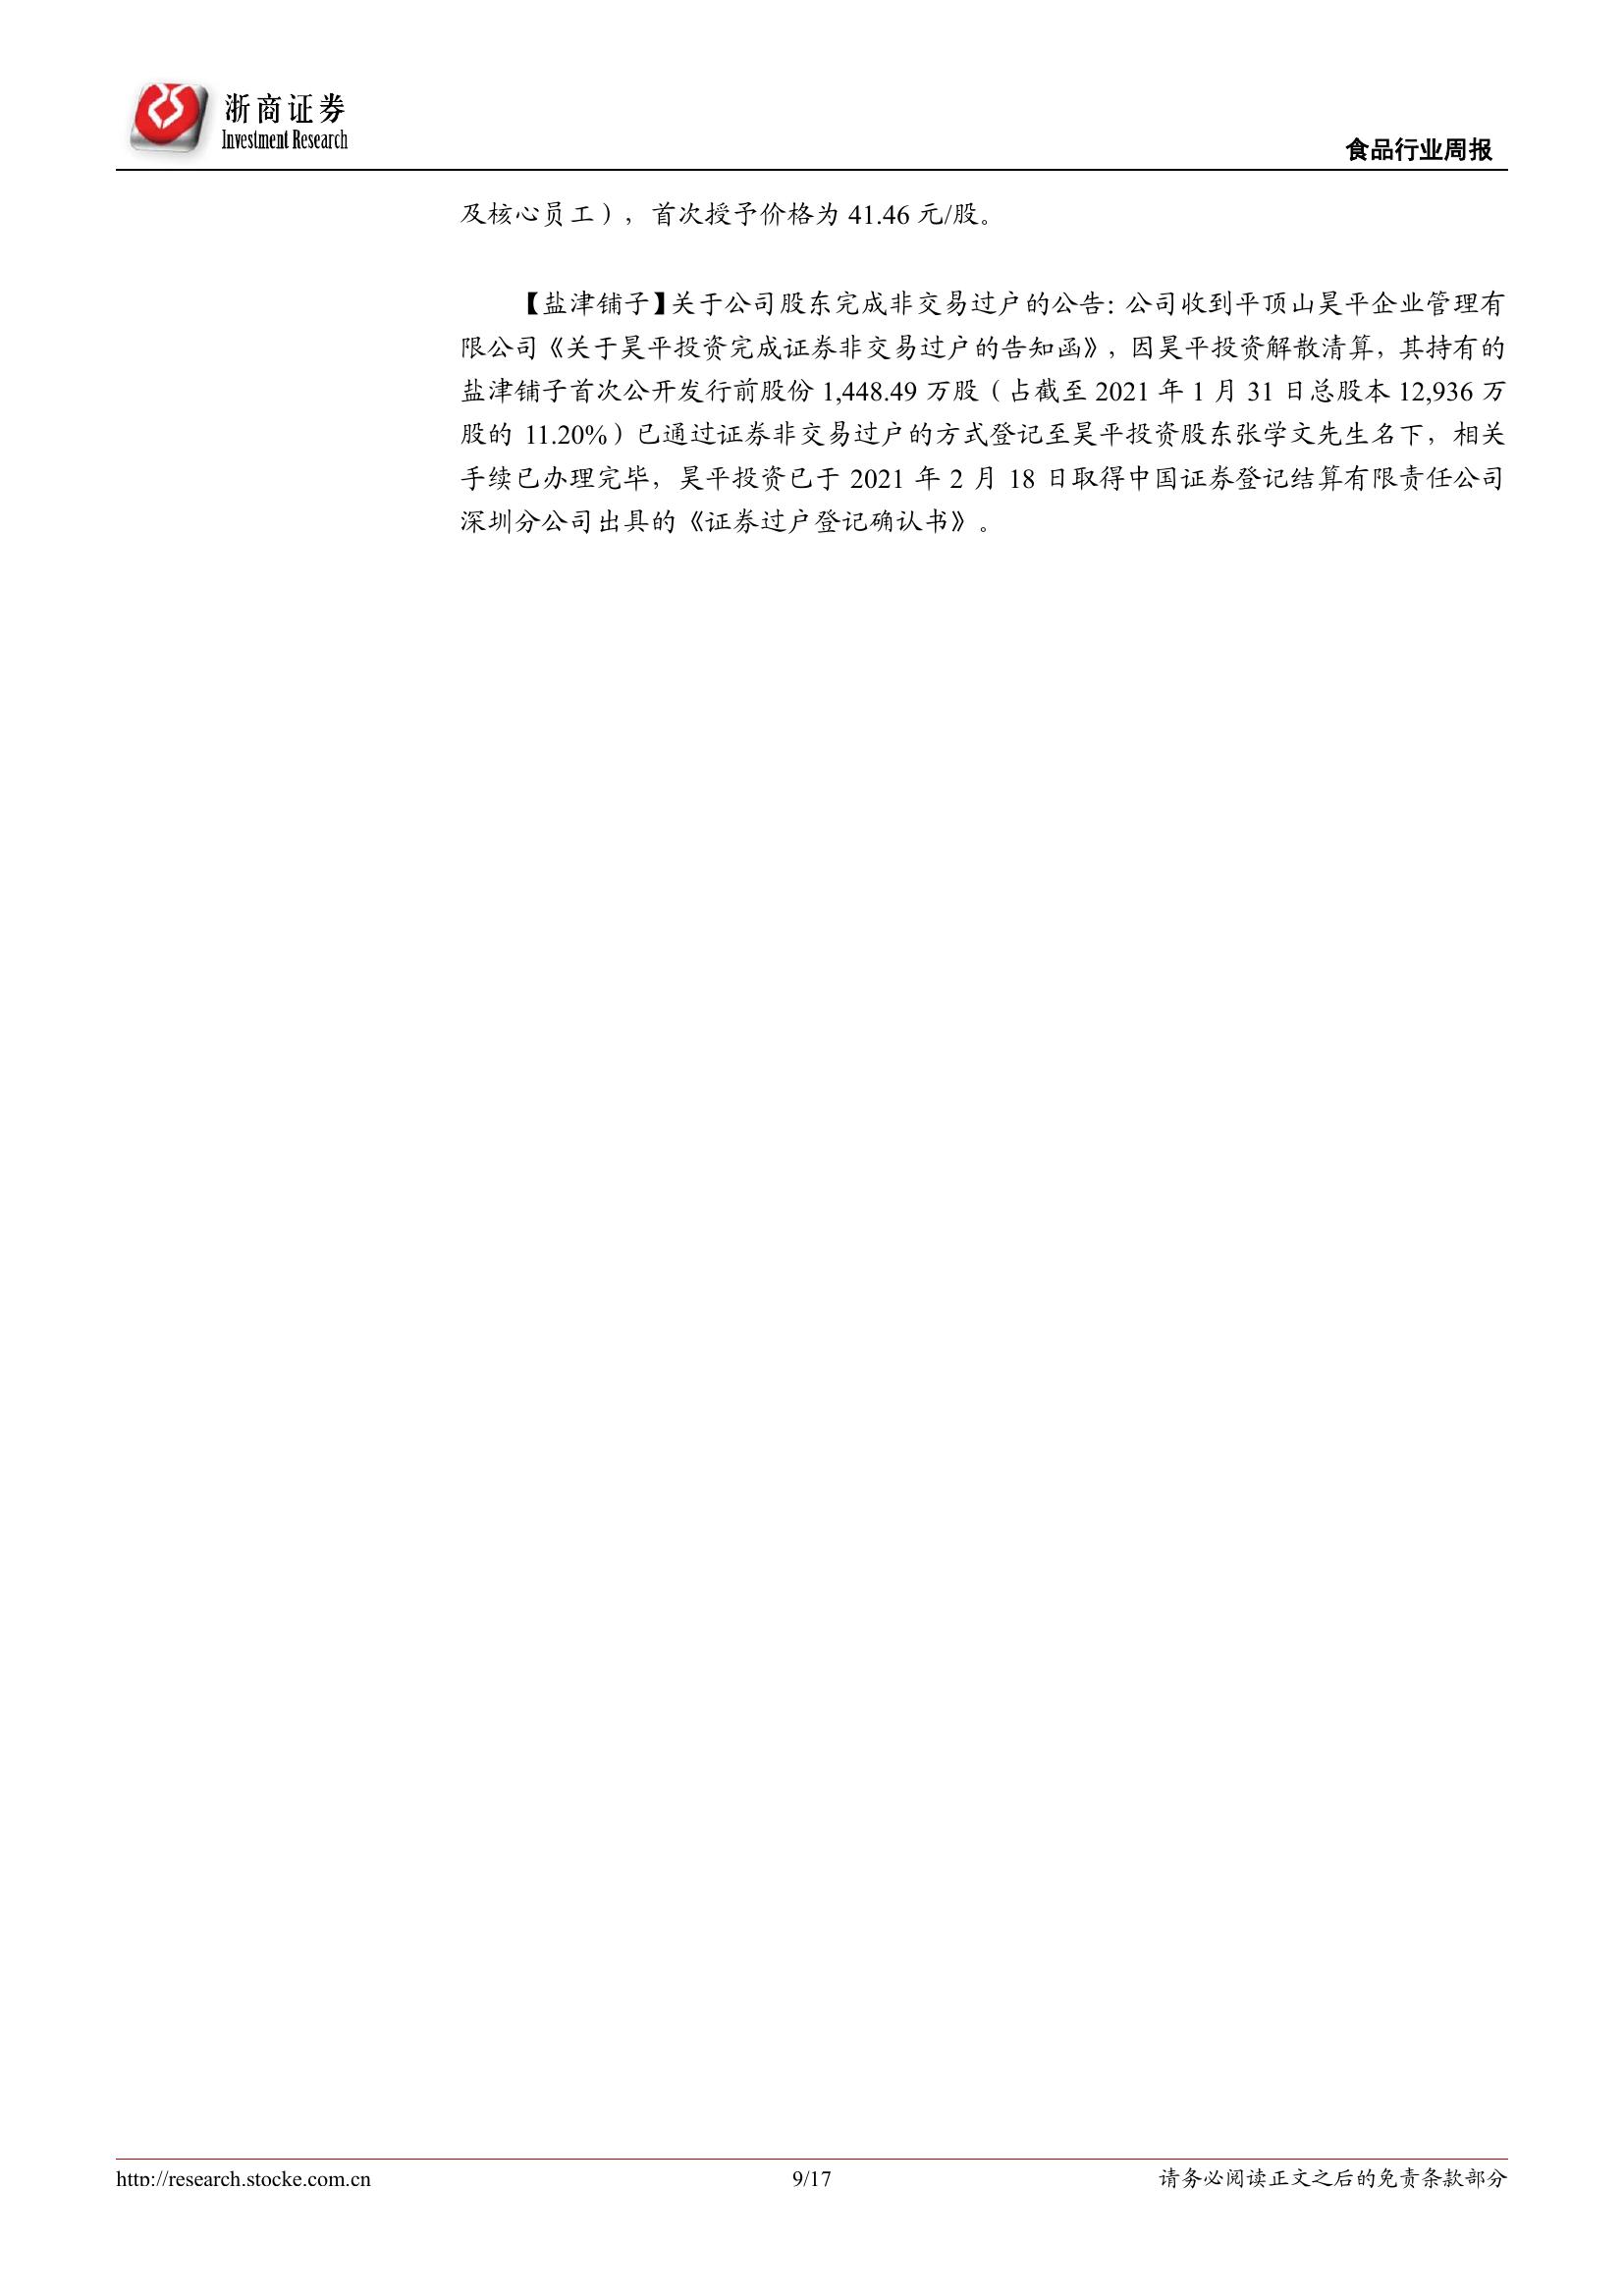 浙商证券
Investment Research
食品行业周报
及核心员工），首次授予价格为 41.46 元/股。
【盐津铺子】关于公司股东完成非交易过户的公告：公司收到平顶山昊平企业管理有
限公司《关于昊平投资完成证券非交易过户的告知函》，因昊平投资解散清算，其持有的
盐津铺子首次公开发行前股份 1,448.49 万股（占截至 2021 年 1 月 31 日总股本 12,936 万
股的 11.20%）已通过证券非交易过户的方式登记至昊平投资股东张学文先生名下，相关
手续已办理完毕，昊平投资已于 2021 年 2 月 18 日取得中国证券登记结算有限责任公司
深圳分公司出具的《证券过户登记确认书》。
http://research.stocke.com.cn
9/17
请务必阅读正文之后的免责条款部分